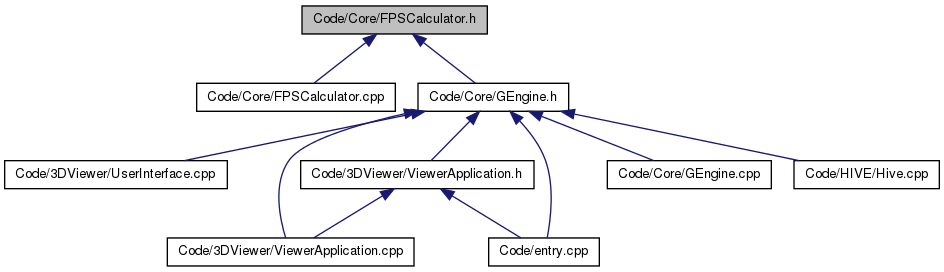 Code/Core/FPSCalculator.h
Code/Core/FPSCalculator.cpp
Code/Core/GEngine.h
Code/3DViewer/UserInterface.cpp
Code/3DViewer/ViewerApplication.h
Code/Core/GEngine.cpp
Code/HIVE/Hive.cpp
Code/3DViewer/ViewerApplication.cpp
Code/entry.cpp